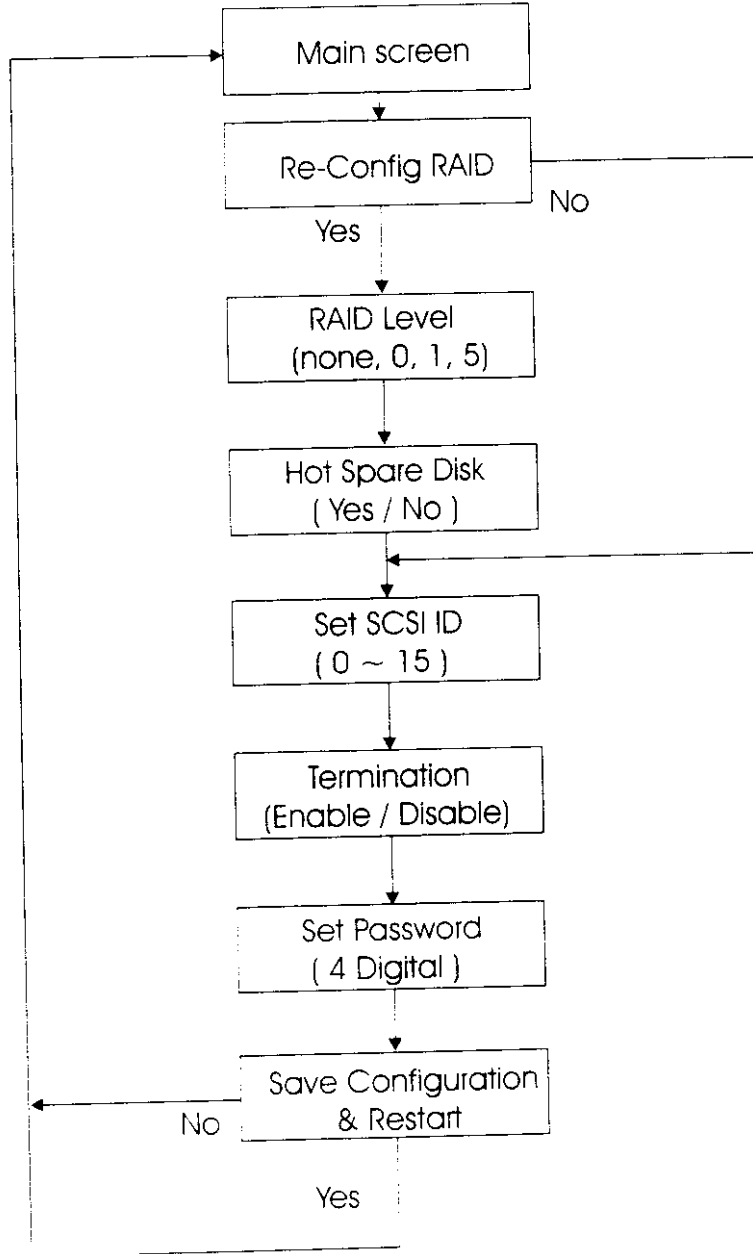 Main screen
Re-Config RAID
No
Yes
RAID Level
(none, 0, 1, 5)
Hot Spare Disk
( Yes / No )
Set SCSI ID
( 0 ~ 15 )
Termination
(Enable / Disable)
Set Password
( 4 Digital )
Save Configuration
& Restart
No
Yes